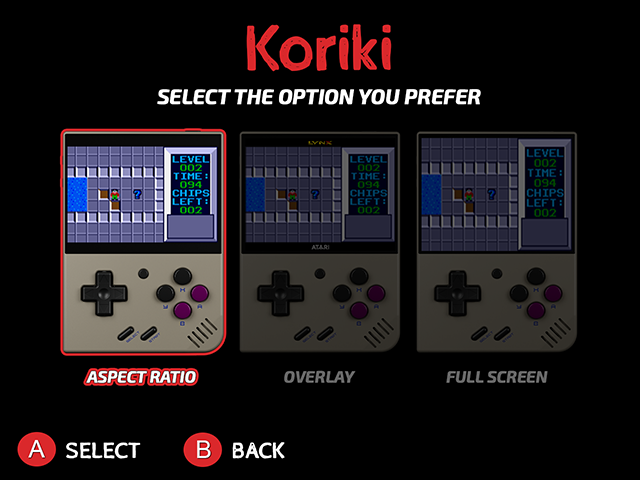 Koriki
SELECT THE OPTION YOU PREFER
LEVEL
002
TIME:
094
CHIPS
LEFT:
002
LYNX
LEVEL
002
TIME:
094
CHIPS
LEFT:
002
ATARI
LEVEL
002
TIME:
094
CHIPS
LEFT:
002
X
Y
A
B
X
Y
A
B
X
Y
A
B
ASPECT RATIO
OVERLAY
FULL SCREEN
A SELECT
B BACK